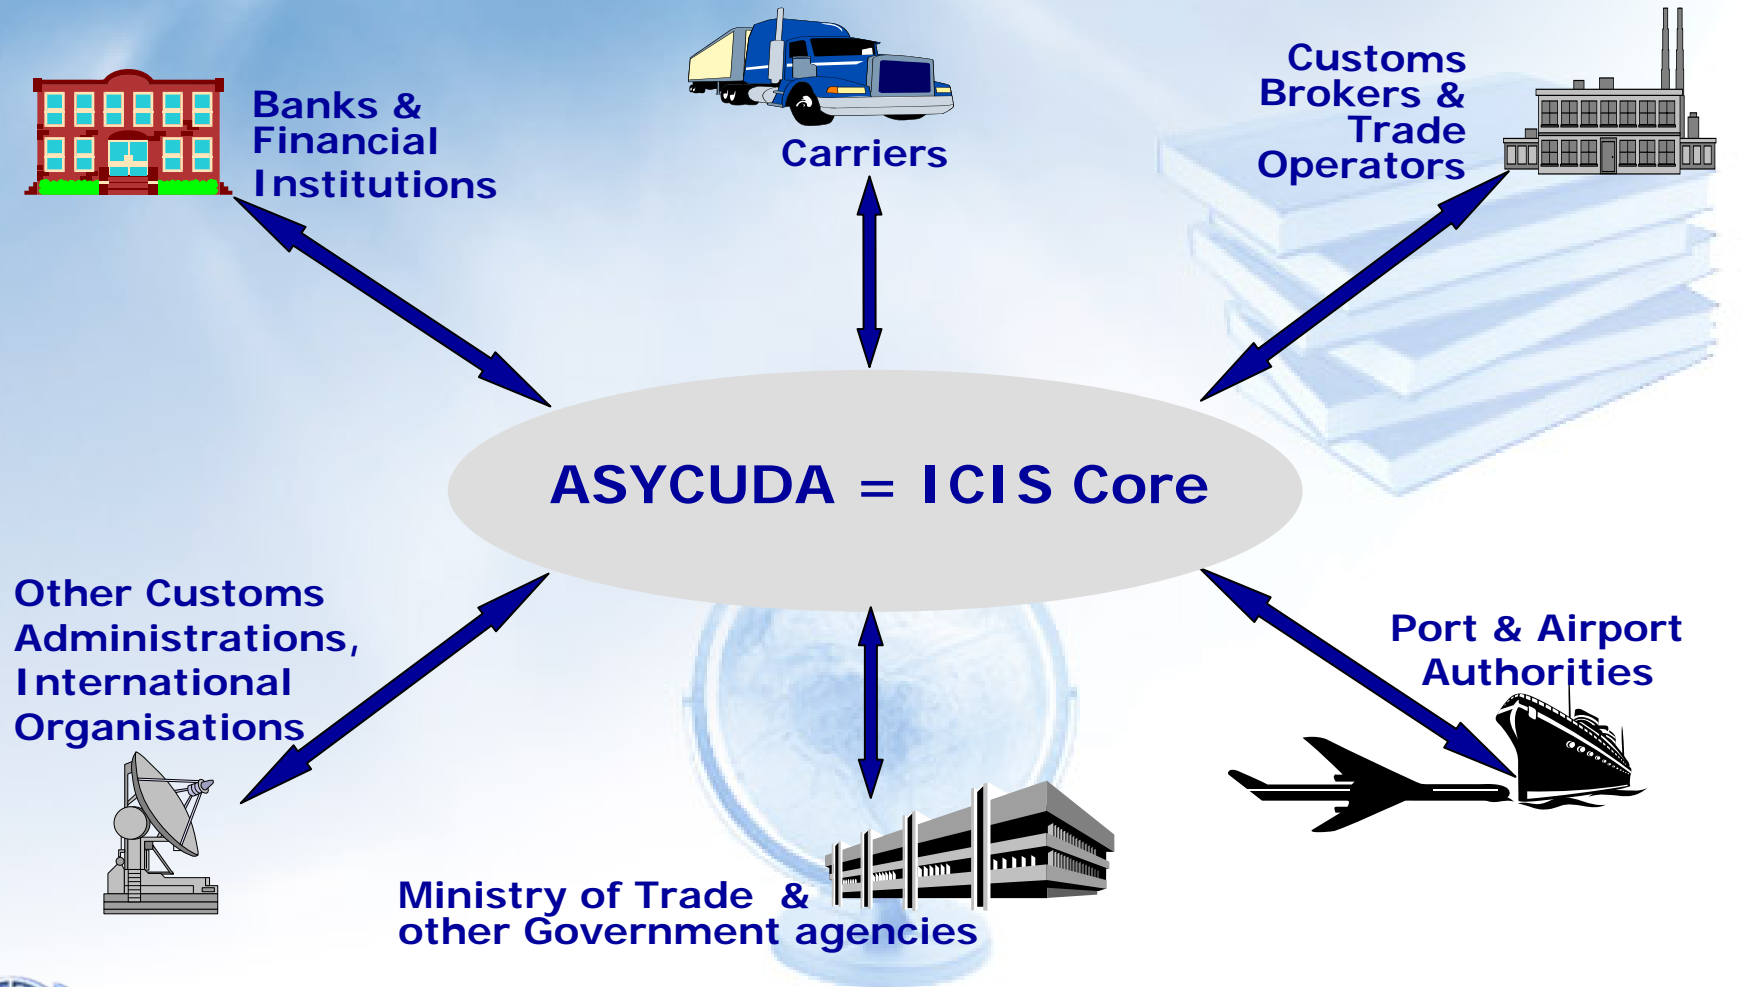 Banks &
Financial
Institutions
Carriers
Customs
Brokers &
Trade
Operators
ASYCUDA = ICIS Core
Other Customs
Administrations,
International
Organisations
Port & Airport
Authorities
Ministry of Trade &
other Government agencies